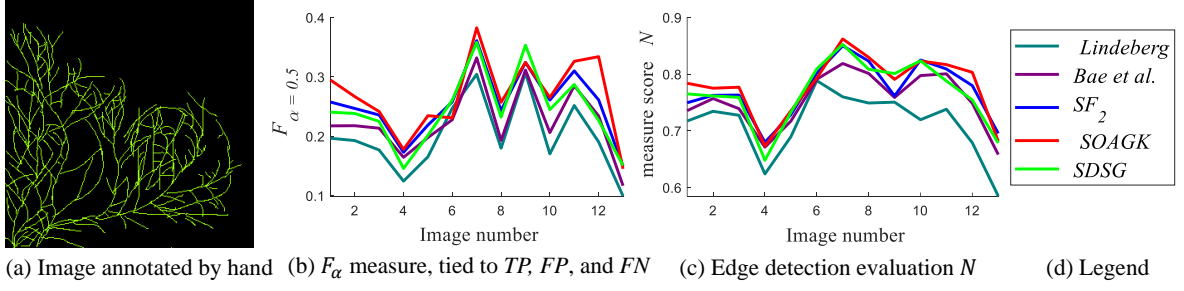 0.4
0.3
0.2
0.1
F α = 0.5
2 4 6 8 10 12
Image number
0.9
0.8
0.7
0.6
measure score N
2 4 6 8 10 12
Image number
Lindeberg
Bae et al.
SF₂
SOAGK
SDSG
(a) Image annotated by hand (b) Fα measure, tied to TP, FP, and FN (c) Edge detection evaluation N (d) Legend